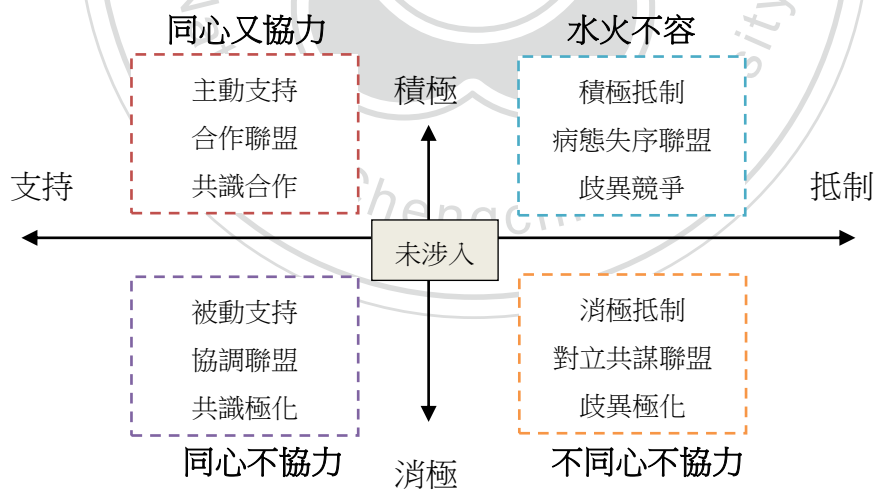 同心又協力
水火不容
主動支持
合作聯盟
共識合作
積極
積極抵制
病態失序聯盟
歧異競爭
支持
抵制
Chengchi
sity
未涉入
被動支持
協調聯盟
共識極化
消極抵制
對立共謀聯盟
歧異極化
同心不協力
消極
不同心不協力